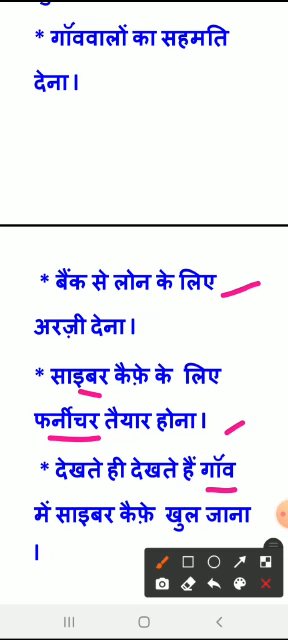 * गॉववालों का सहमति
देना।
* बैंक से लोन के लिए
अरज़ी देना।
* साइबर कैफ़े के लिए
फर्नीचर तैयार होना।
* देखते ही देखते हैं गॉव
में साइबर कैफ़े खुल जाना
।